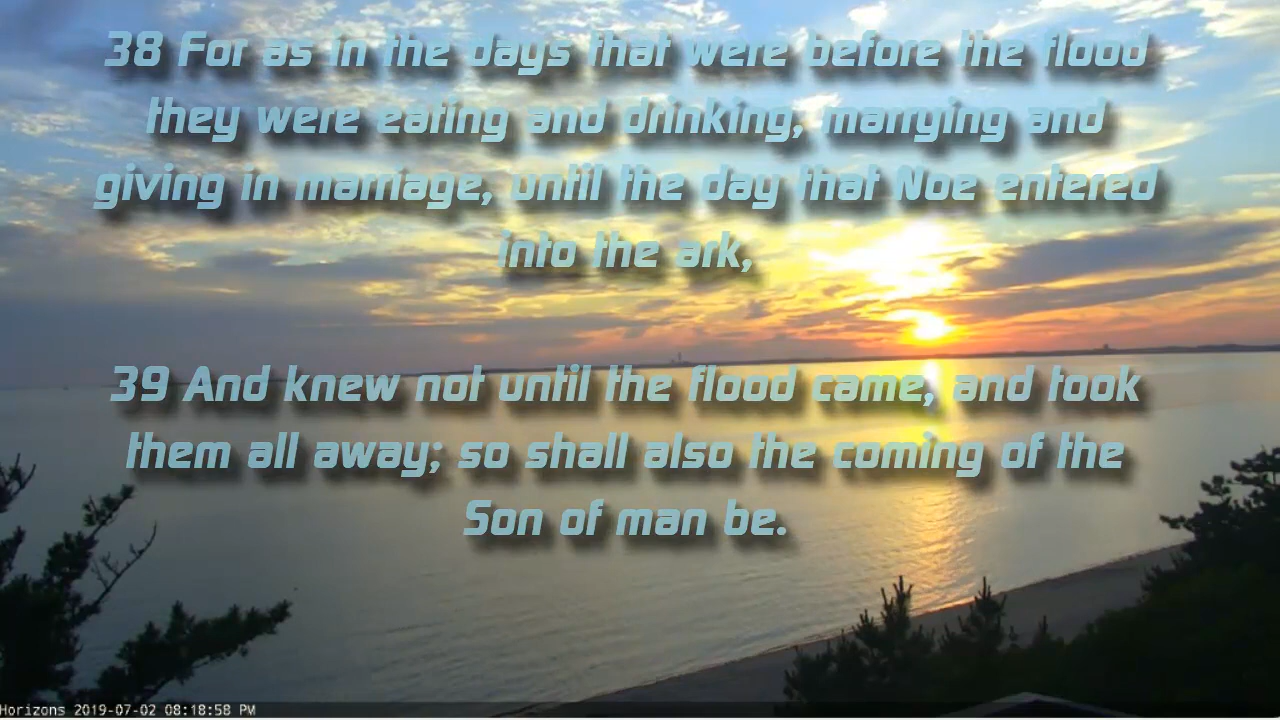 38 For as in the days that were before the flood
they were eating and drinking, marrying and
giving in marriage, until the day that Noe entered
into the ark,
39 And knew not until the flood came, and took
them all away; so shall also the coming of the
Son of man be.
Horizons 2019-07-02 08:18:58 PM